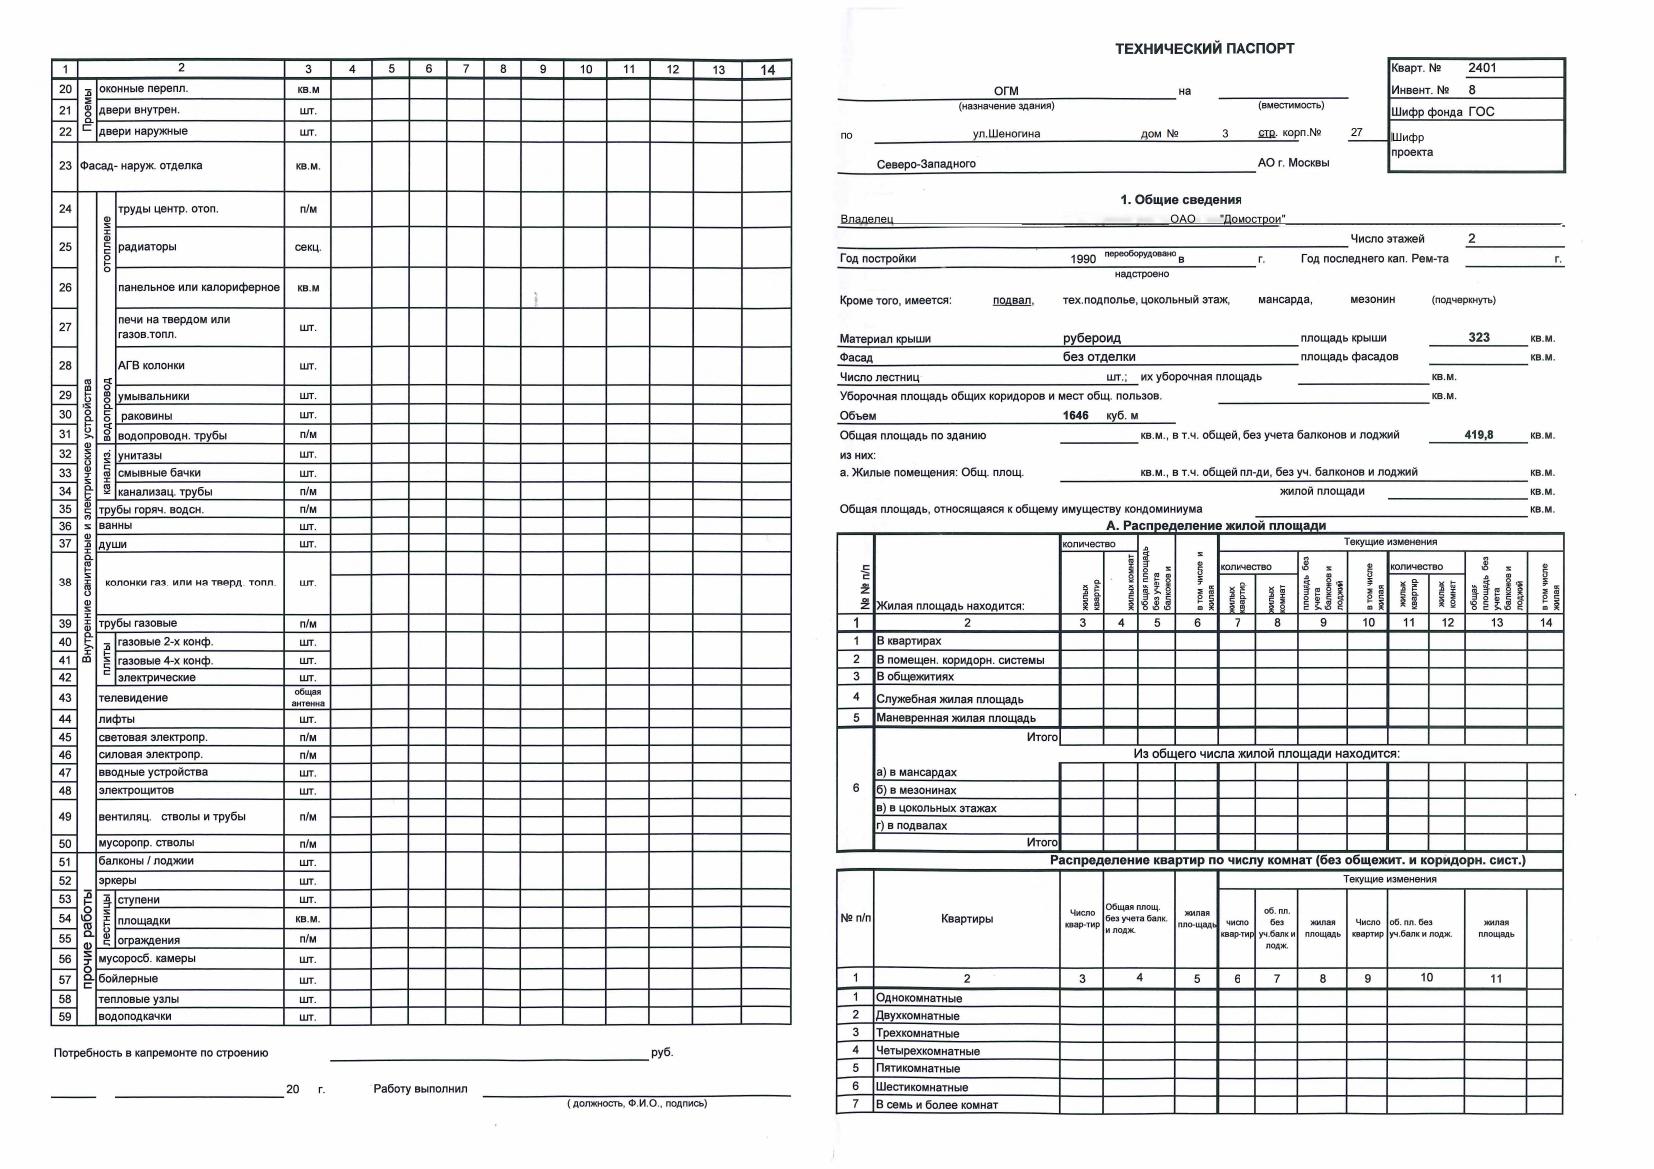 1 2 3 4 5 6 7 8 9 10 11 12 13 14
Проемы
20 оконные перепл. кв.м
21 двери внутрен. шт.
22 двери наружные шт.
23 Фасад- наруж. отделка кв.м.
Внутренние санитарные и электрические устройства
отопление
24 труды центр. отоп. п/м
25 радиаторы секц.
26 панельное или калориферное кв.м
27 печи на твердом или
газов.топл. шт.
28 АГВ колонки шт.
водопровод
29 умывальники шт.
30 раковины шт.
31 водопроводн. трубы п/м
канализ.
32 унитазы шт.
33 смывные бачки шт.
34 канализац. трубы п/м
35 трубы горяч. водсн. п/м
36 ванны шт.
37 души шт.
38 колонки газ. или на тверд. топл. шт.
39 трубы газовые п/м
плиты
40 газовые 2-х конф. шт.
41 газовые 4-х конф. шт.
42 электрические шт.
43 телевидение общая
антенна
44 лифты шт.
45 световая электропр. п/м
46 силовая электропр. п/м
47 вводные устройства шт.
48 электрощитов шт.
49 вентиляц. стволы и трубы п/м
50 мусоропр. стволы п/м
прочие работы
51 балконы / лоджии шт.
52 эркеры шт.
лестницы
53 ступени шт.
54 площадки кв.м.
55 ограждения п/м
56 мусоросб. камеры шт.
57 бойлерные шт.
58 тепловые узлы шт.
59 водоподкачки шт.
Потребность в капремонте по строению руб.
20 г. Работу выполнил
( должность, Ф.И.О., подпись)
ТЕХНИЧЕСКИЙ ПАСПОРТ
Кварт. № 2401
Инвент. № 8
Шифр фонда ГОС
Шифр
проекта
ОГМ на
(назначение здания) (вместимость)
по ул.Шеногина дом № 3 стр. корп.№ 27
Северо-Западного АО г. Москвы
1. Общие сведения
Владелец ОАО "Домострои"
Число этажей 2
Год постройки 1990 переоборудовано в г. Год последнего кап. Рем-та г.
надстроено
Кроме того, имеется: подвал, тех.подполье, цокольный этаж, мансарда, мезонин (подчеркнуть)
Материал крыши рубероид площадь крыши 323 кв.м.
Фасад без отделки площадь фасадов кв.м.
Число лестниц шт.; их уборочная площадь кв.м.
Уборочная площадь общих коридоров и мест общ. пользов. кв.м.
Объем 1646 куб. м
Общая площадь по зданию кв.м., в т.ч. общей, без учета балконов и лоджий 419,8 кв.м.
из них:
а. Жилые помещения: Общ. площ. кв.м., в т.ч. общей пл-ди, без уч. балконов и лоджий кв.м.
жилой площади кв.м.
Общая площадь, относящаяся к общему имуществу кондоминиума кв.м.
А. Распределение жилой площади
№ № п/п
Жилая площадь находится:
количество
жилых квартир
жилых комнат
общая площадь без учета балконов и
в том числе и жилая
Текущие изменения
количество
жилых квартир
жилых комнат
площадь без учета балконов и лоджий
в том числе жилая
количество
жилых квартир
жилых комнат
общая площадь без учета балконов и лоджий
в том числе жилая
1 2 3 4 5 6 7 8 9 10 11 12 13 14
1 В квартирах
2 В помещен. коридорн. системы
3 В общежитиях
4 Служебная жилая площадь
5 Маневренная жилая площадь
Итого
Из общего числа жилой площади находится:
6
а) в мансардах
б) в мезонинах
в) в цокольных этажах
г) в подвалах
Итого
Распределение квартир по числу комнат (без общежит. и коридорн. сист.)
Текущие изменения
№ п/п
Квартиры
Число
квар-тир
Общая площ.
без учета балк.
и лодж.
жилая
пло-щадь
число
квар-тир
об. пл.
без
уч.балк и
лодж.
жилая
площадь
Число
квартир
об. пл. без
уч.балк и лодж.
жилая
площадь
1 2 3 4 5 6 7 8 9 10 11
1 Однокомнатные
2 Двухкомнатные
3 Трехкомнатные
4 Четырехкомнатные
5 Пятикомнатные
6 Шестикомнатные
7 В семь и более комнат